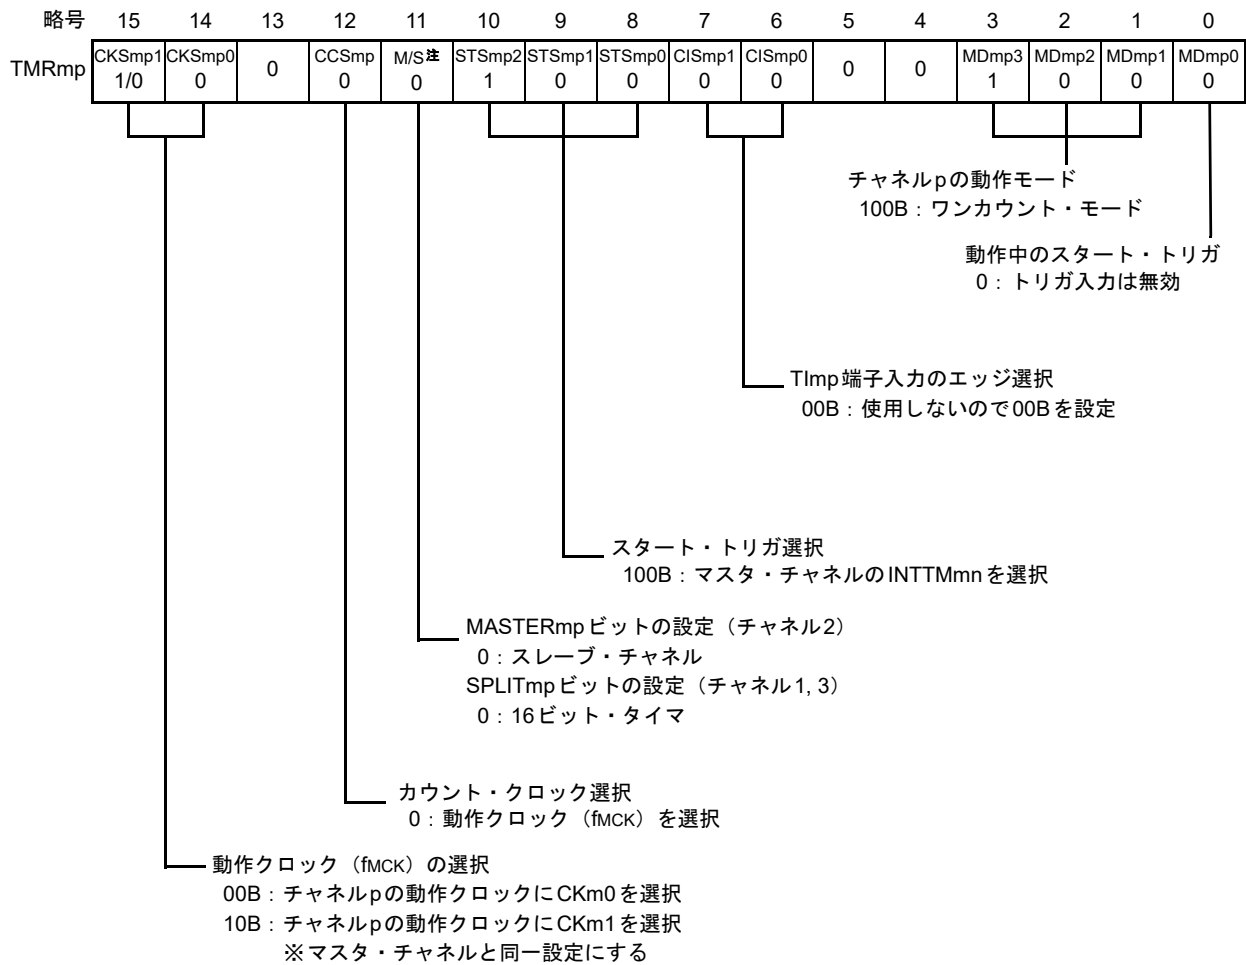 略号 15 14 13 12 11 10 9 8 7 6 5 4 3 2 1 0
TMRmp CKSmp1 CKSmp0 0 CCSmp M/S注 STSmp2 STSmp1 STSmp0 CISmp1 CISmp0 0 0 MDmp3 MDmp2 MDmp1 MDmp0
1/0 0 0 0 1 0 0 0 0 1 0 0 0
チャネルpの動作モード
100B：ワンカウント・モード
動作中のスタート・トリガ
0：トリガ入力は無効
TImp端子入力のエッジ選択
00B：使用しないので00Bを設定
スタート・トリガ選択
100B：マスタ・チャネルのINTTMmnを選択
MASTERmpビットの設定（チャネル2）
0：スレーブ・チャネル
SPLITmpビットの設定（チャネル1, 3）
0：16ビット・タイマ
カウント・クロック選択
0：動作クロック（fMCK）を選択
動作クロック（fMCK）の選択
00B：チャネルpの動作クロックにCKm0を選択
10B：チャネルpの動作クロックにCKm1を選択
※マスタ・チャネルと同一設定にする